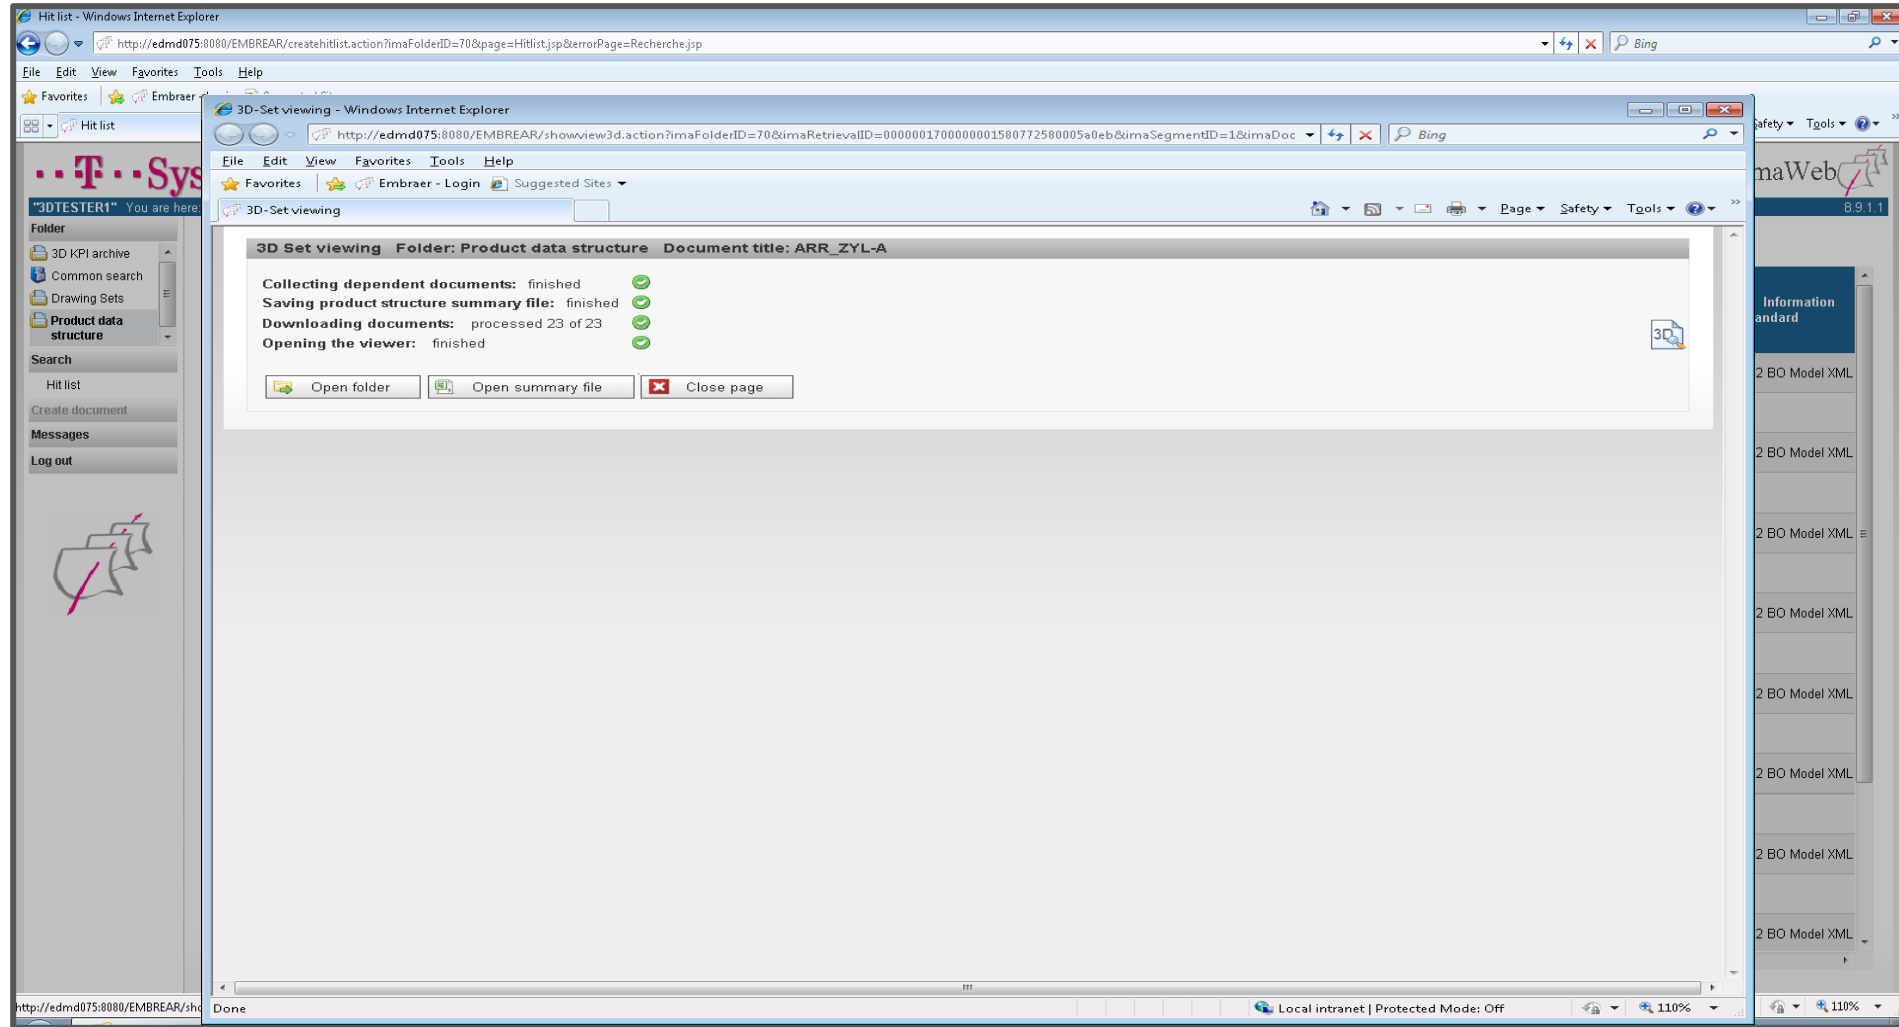 Hit list - Windows Internet Explorer
http://edmd075:8080/EMBREAR/createhitlist.action?imaFolderID=70&page=Hitlist.jsp&errorPage=Recherche.jsp
Bing
File Edit View Favorites Tools Help
Favorites Embraer
Hit list
Safety Tools
··T··Sys
maWeb
"3DTESTER1" You are here:
8.9.1.1
Folder
3D KPI archive
Common search
Drawing Sets
Product data
structure
Search
Hit list
Create document
Messages
Log out
3D-Set viewing - Windows Internet Explorer
http://edmd075:8080/EMBREAR/showview3d.action?imaFolderID=70&imaRetrievalID=0000001700000001580772580005a0eb&imaSegmentID=1&imaDoc
Bing
File Edit View Favorites Tools Help
Favorites Embraer - Login Suggested Sites
3D-Set viewing
Page Safety Tools
3D Set viewing Folder: Product data structure Document title: ARR_ZYL-A
Collecting dependent documents: finished
Saving product structure summary file: finished
Downloading documents: processed 23 of 23
Opening the viewer: finished
3D
Open folder Open summary file Close page
Information
andard
2 BO Model XML
2 BO Model XML
2 BO Model XML
2 BO Model XML
2 BO Model XML
2 BO Model XML
2 BO Model XML
2 BO Model XML
Done
Local intranet | Protected Mode: Off
110%
http://edmd075:8080/EMBREAR/sho
110%